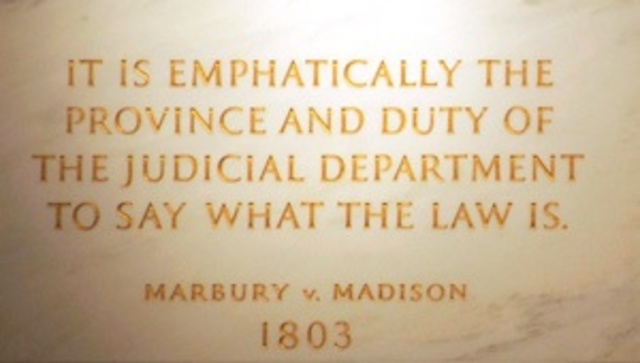 IT IS EMPHATICALLY THE
PROVINCE AND DUTY OF
THE JUDICIAL DEPARTMENT
TO SAY WHAT THE LAW IS.
MARBURY v. MADISON
1803